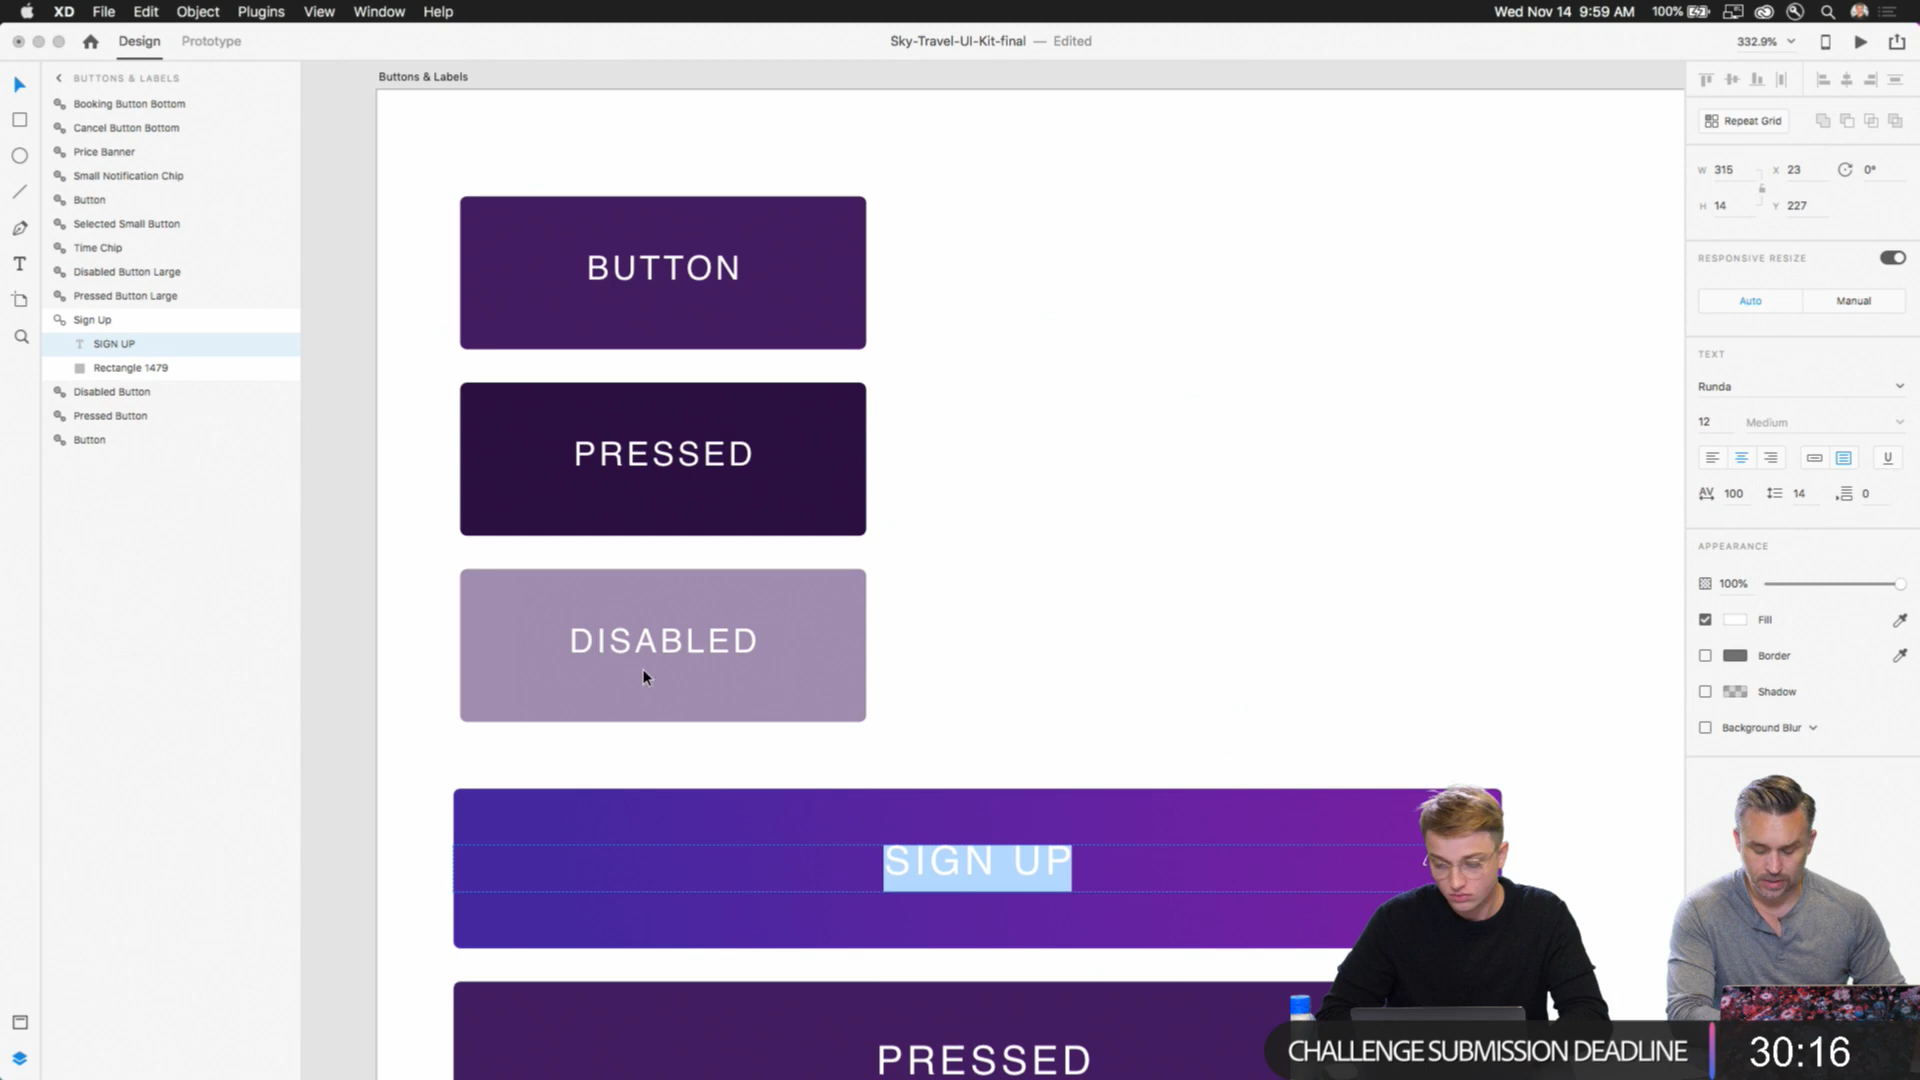 XD File Edit Object Plugins View Window Help
Wed Nov 14 9:59 AM 100%
Design Prototype
Sky-Travel-UI-Kit-final — Edited
332.9%
BUTTONS & LABELS
Booking Button Bottom
Cancel Button Bottom
Price Banner
Small Notification Chip
Button
Selected Small Button
Time Chip
Disabled Button Large
Pressed Button Large
Sign Up
T SIGN UP
Rectangle 1479
Disabled Button
Pressed Button
Button
Buttons & Labels
BUTTON
PRESSED
DISABLED
SIGN UP
PRESSED
Repeat Grid
W 315 X 23 0°
H 14 Y 227
RESPONSIVE RESIZE
Auto Manual
TEXT
Runda
12 Medium
U
AV 100 14 0
APPEARANCE
100%
Fill
Border
Shadow
Background Blur
CHALLENGE SUBMISSION DEADLINE 30:16